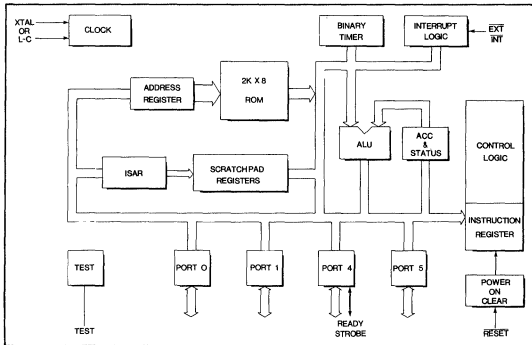 XTAL
OR
L-C
CLOCK
BINARY
TIMER
INTERRUPT
LOGIC
EXT
INT
ADDRESS
REGISTER
2K X 8
ROM
ALU
ACC
&
STATUS
CONTROL
LOGIC
ISAR
SCRATCH PAD
REGISTERS
INSTRUCTION
REGISTER
TEST
PORT 0
PORT 1
PORT 4
PORT 5
POWER
ON
CLEAR
TEST
READY
STROBE
RESET